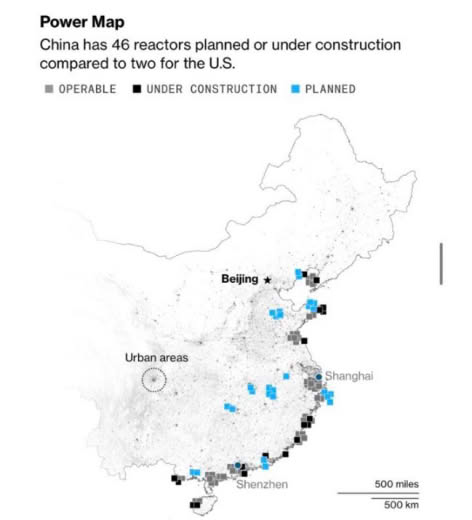 Power Map
China has 46 reactors planned or under construction
compared to two for the U.S.
OPERABLE UNDER CONSTRUCTION PLANNED
Beijing
Urban areas
Shanghai
Shenzhen
500 miles
500 km